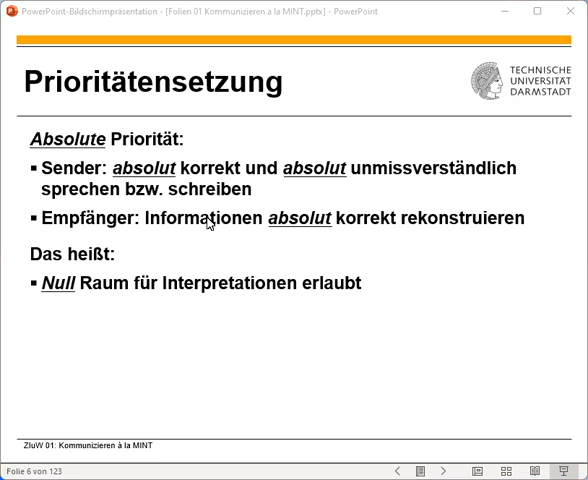 PowerPoint-Bildschirmpräsentation - [Folien 01 Kommunizieren a la MINT.pptx] - PowerPoint
Prioritätensetzung
TECHNISCHE
UNIVERSITÄT
DARMSTADT
Absolute Priorität:
▪ Sender: absolut korrekt und absolut unmissverständlich
sprechen bzw. schreiben
▪ Empfänger: Informationen absolut korrekt rekonstruieren
Das heißt:
▪ Null Raum für Interpretationen erlaubt
ZIuW 01: Kommunizieren à la MINT
Folie 6 von 123